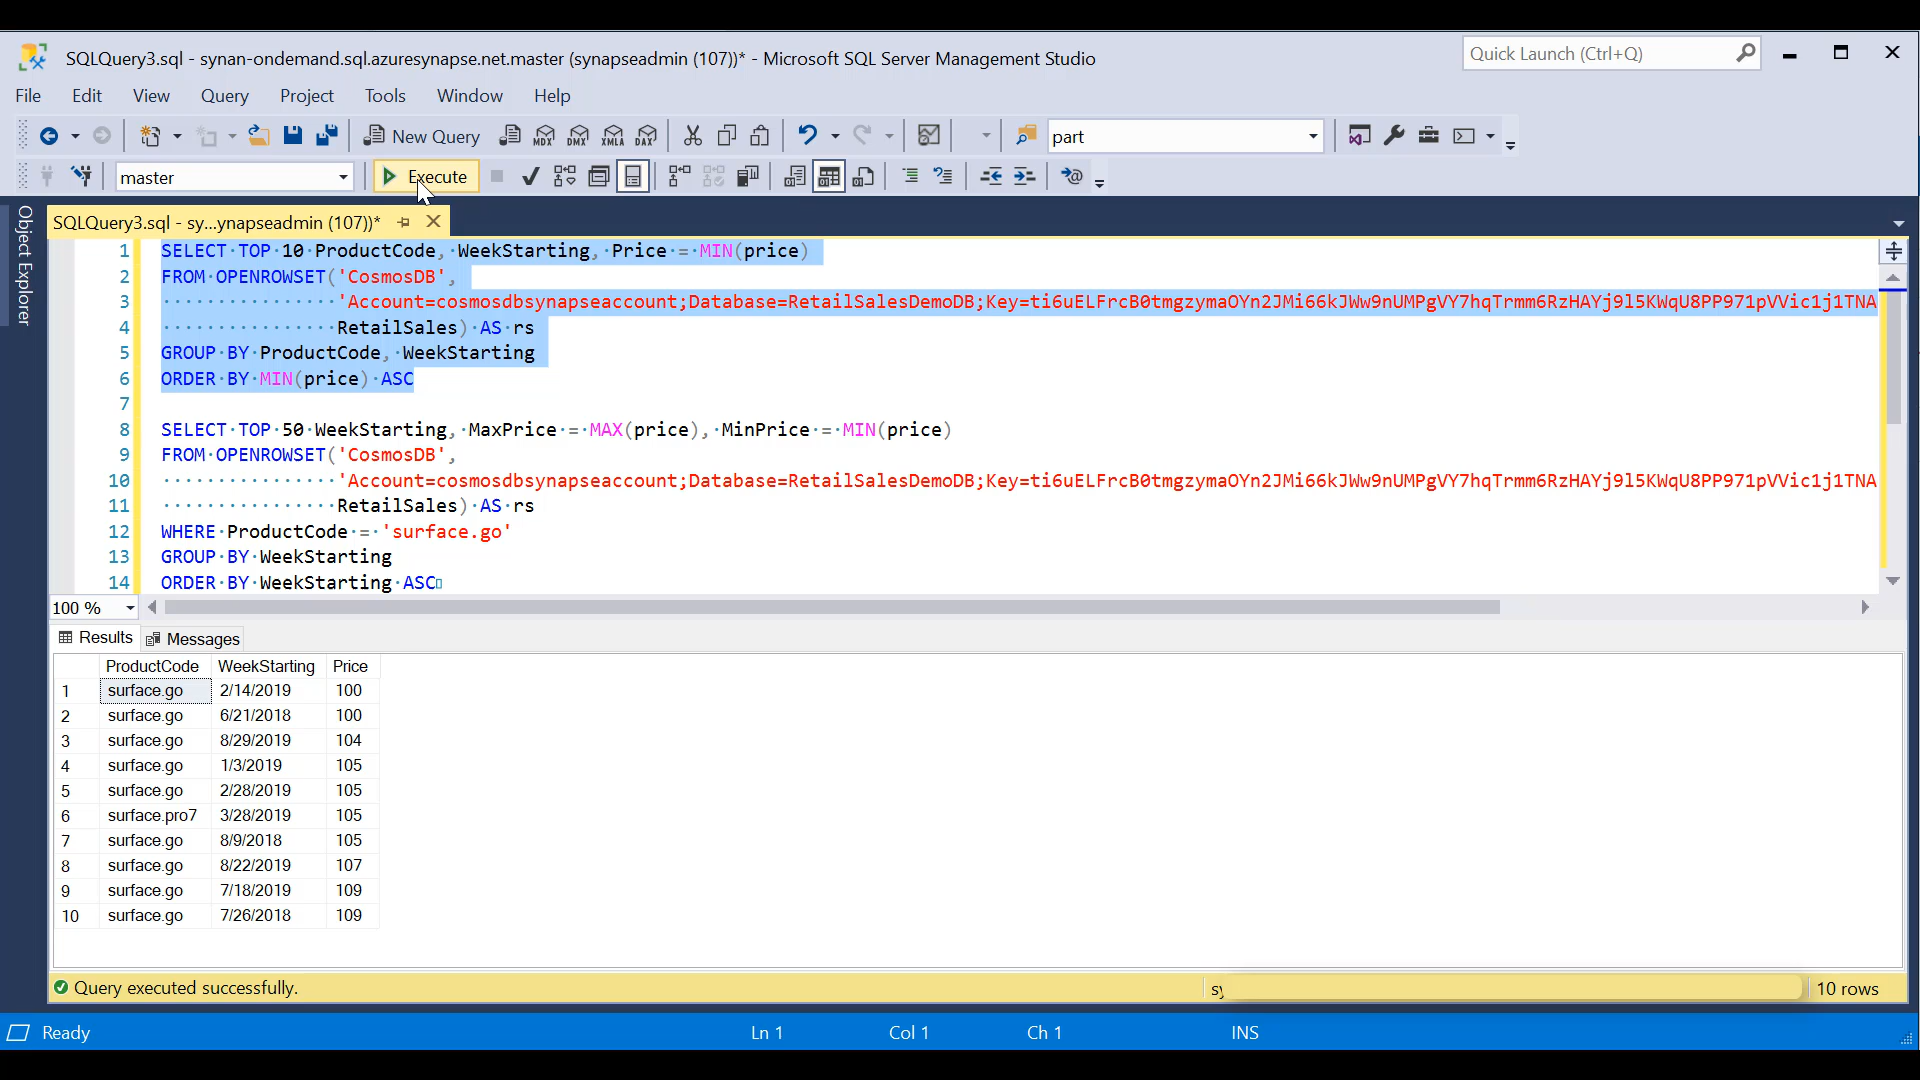 SQLQuery3.sql - synan-ondemand.sql.azuresynapse.net.master (synapseadmin (107))* - Microsoft SQL Server Management Studio
Quick Launch (Ctrl+Q)
File Edit View Query Project Tools Window Help
New Query MDX DMX XMLA DAX part
master Execute
Object Explorer
SQLQuery3.sql - sy...ynapseadmin (107))*
1 SELECT TOP 10 ProductCode, WeekStarting, Price = MIN(price)
2 FROM OPENROWSET('CosmosDB',
3 'Account=cosmosdbsynapseaccount;Database=RetailSalesDemoDB;Key=ti6uELFrcB0tmgzymaOYn2JMi66kJWw9nUMPgVY7hqTrmm6RzHAYj9l5KWqU8PP971pVVic1j1TNA
4 RetailSales) AS rs
5 GROUP BY ProductCode, WeekStarting
6 ORDER BY MIN(price) ASC
7
8 SELECT TOP 50 WeekStarting, MaxPrice = MAX(price), MinPrice = MIN(price)
9 FROM OPENROWSET('CosmosDB',
10 'Account=cosmosdbsynapseaccount;Database=RetailSalesDemoDB;Key=ti6uELFrcB0tmgzymaOYn2JMi66kJWw9nUMPgVY7hqTrmm6RzHAYj9l5KWqU8PP971pVVic1j1TNA
11 RetailSales) AS rs
12 WHERE ProductCode = 'surface.go'
13 GROUP BY WeekStarting
14 ORDER BY WeekStarting ASC
100 %
Results Messages
ProductCode WeekStarting Price
1 surface.go 2/14/2019 100
2 surface.go 6/21/2018 100
3 surface.go 8/29/2019 104
4 surface.go 1/3/2019 105
5 surface.go 2/28/2019 105
6 surface.pro7 3/28/2019 105
7 surface.go 8/9/2018 105
8 surface.go 8/22/2019 107
9 surface.go 7/18/2019 109
10 surface.go 7/26/2018 109
Query executed successfully. 10 rows
Ready Ln 1 Col 1 Ch 1 INS